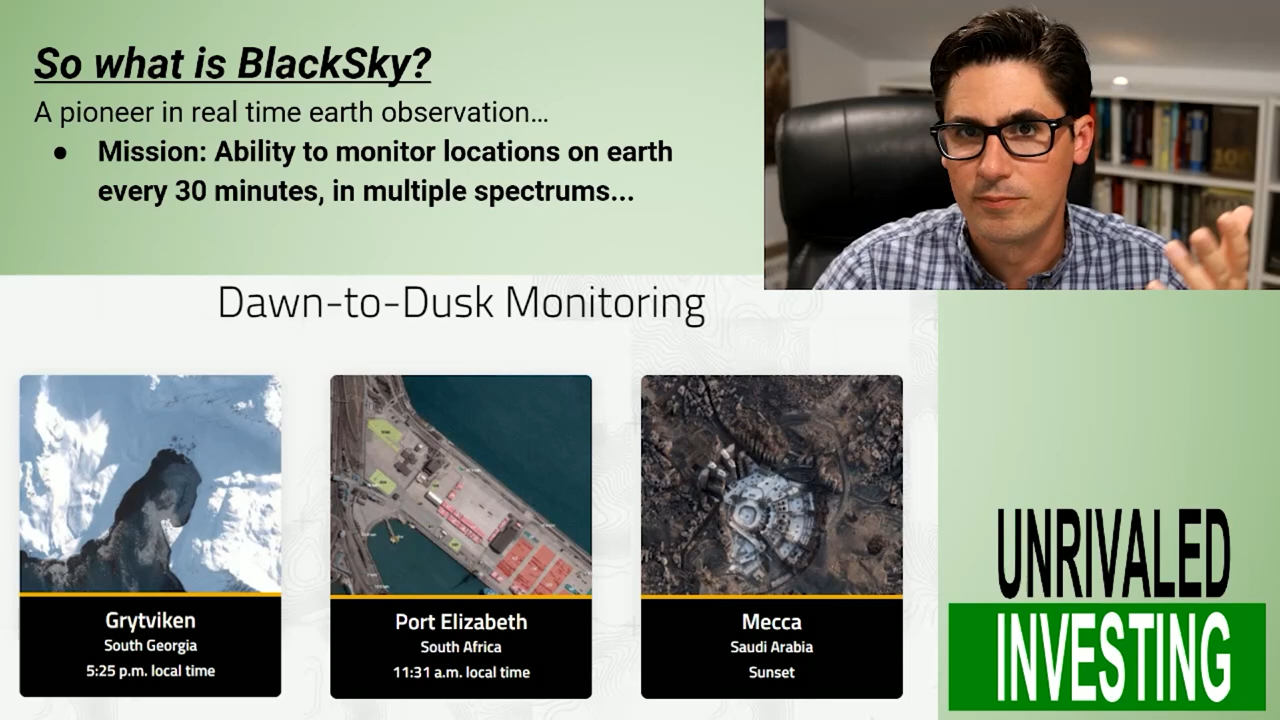 So what is BlackSky?
A pioneer in real time earth observation...
● Mission: Ability to monitor locations on earth
every 30 minutes, in multiple spectrums...
Dawn-to-Dusk Monitoring
Grytviken
South Georgia
5:25 p.m. local time
Port Elizabeth
South Africa
11:31 a.m. local time
Mecca
Saudi Arabia
Sunset
UNRIVALED
INVESTING